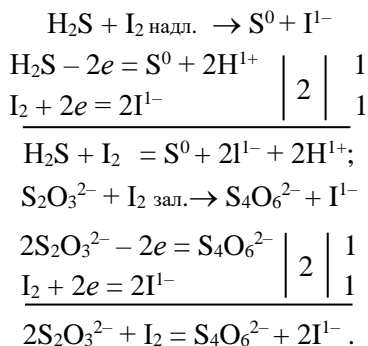 H₂S + I₂ надл. → S⁰ + I¹⁻
H₂S – 2e = S⁰ + 2H¹⁺ | 2 | 1
I₂ + 2e = 2I¹⁻ | 1
H₂S + I₂ = S⁰ + 2l¹⁻ + 2H¹⁺;
S₂O₃²⁻ + I₂ зал. → S₄O₆²⁻ + I¹⁻
2S₂O₃²⁻ – 2e = S₄O₆²⁻ | 2 | 1
I₂ + 2e = 2I¹⁻ | 1
2S₂O₃²⁻ + I₂ = S₄O₆²⁻ + 2I¹⁻ .